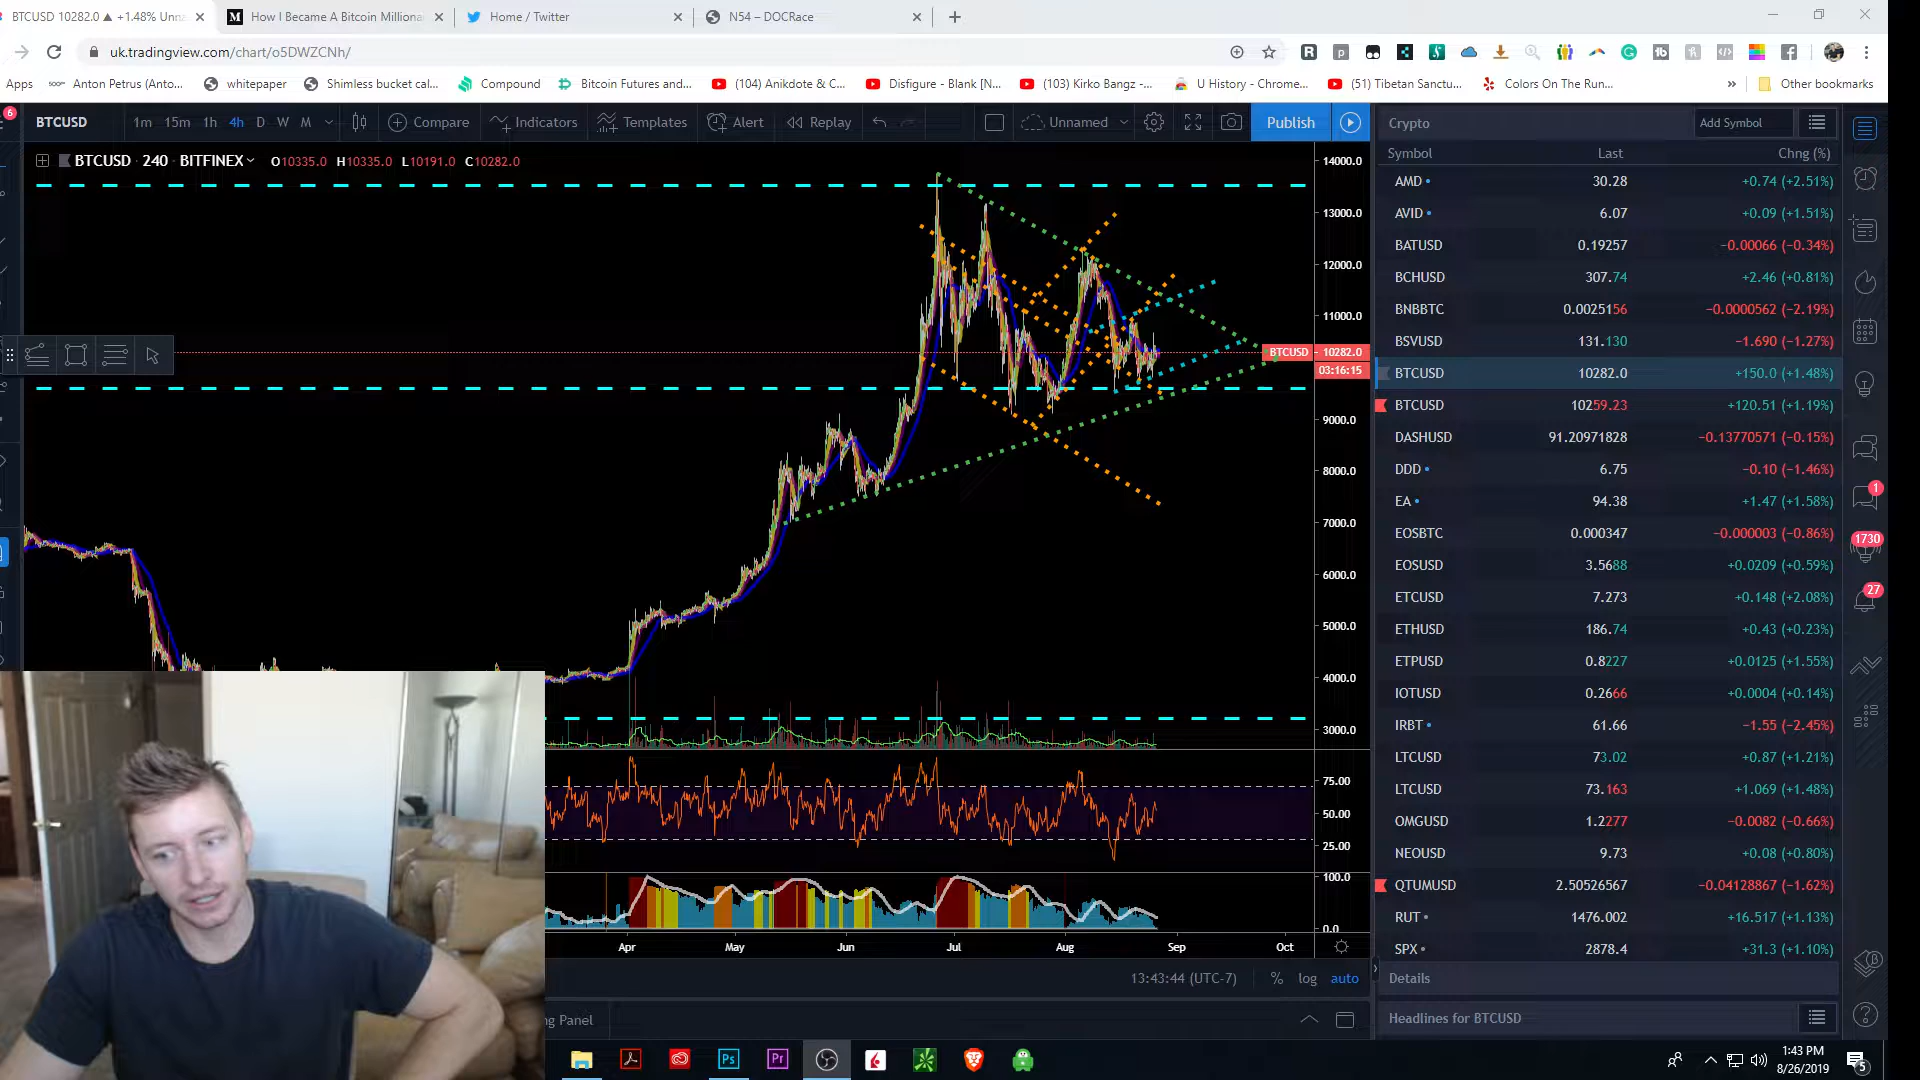 BTCUSD 10282.0 ▲ +1.48% Unna
How I Became A Bitcoin Milliona
Home / Twitter
N54 – DOCRace
uk.tradingview.com/chart/o5DWZCNh/
Apps
Anton Petrus (Anto...
whitepaper
Shimless bucket cal...
Compound
Bitcoin Futures and...
(104) Anikdote & C...
Disfigure - Blank [N...
(103) Kirko Bangz -...
U History - Chrome...
(51) Tibetan Sanctu...
Colors On The Run...
»
Other bookmarks
6
BTCUSD 1m 15m 1h 4h D W M Compare Indicators Templates Alert Replay Unnamed Publish
BTCUSD · 240 · BITFINEX O10335.0 H10335.0 L10191.0 C10282.0
14000.0
13000.0
12000.0
11000.0
BTCUSD 10282.0
03:16:15
9000.0
8000.0
7000.0
6000.0
5000.0
4000.0
3000.0
75.00
50.00
25.00
100.0
0.0
Apr May Jun Jul Aug Sep Oct
13:43:44 (UTC-7) % log auto
ng Panel
Crypto Add Symbol
Symbol Last Chng (%)
AMD 30.28 +0.74 (+2.51%)
AVID 6.07 +0.09 (+1.51%)
BATUSD 0.19257 −0.00066 (−0.34%)
BCHUSD 307.74 +2.46 (+0.81%)
BNBBTC 0.0025156 −0.0000562 (−2.19%)
BSVUSD 131.130 −1.690 (−1.27%)
BTCUSD 10282.0 +150.0 (+1.48%)
BTCUSD 10259.23 +120.51 (+1.19%)
DASHUSD 91.20971828 −0.13770571 (−0.15%)
DDD 6.75 −0.10 (−1.46%)
EA 94.38 +1.47 (+1.58%)
EOSBTC 0.000347 −0.000003 (−0.86%)
EOSUSD 3.5688 +0.0209 (+0.59%)
ETCUSD 7.273 +0.148 (+2.08%)
ETHUSD 186.74 +0.43 (+0.23%)
ETPUSD 0.8227 +0.0125 (+1.55%)
IOTUSD 0.2666 +0.0004 (+0.14%)
IRBT 61.66 −1.55 (−2.45%)
LTCUSD 73.02 +0.87 (+1.21%)
LTCUSD 73.163 +1.069 (+1.48%)
OMGUSD 1.2277 −0.0082 (−0.66%)
NEOUSD 9.73 +0.08 (+0.80%)
QTUMUSD 2.50526567 −0.04128867 (−1.62%)
RUT 1476.002 +16.517 (+1.13%)
SPX 2878.4 +31.3 (+1.10%)
Details
Headlines for BTCUSD
1
1730
27
Ps
Pr
1:43 PM
8/26/2019
5